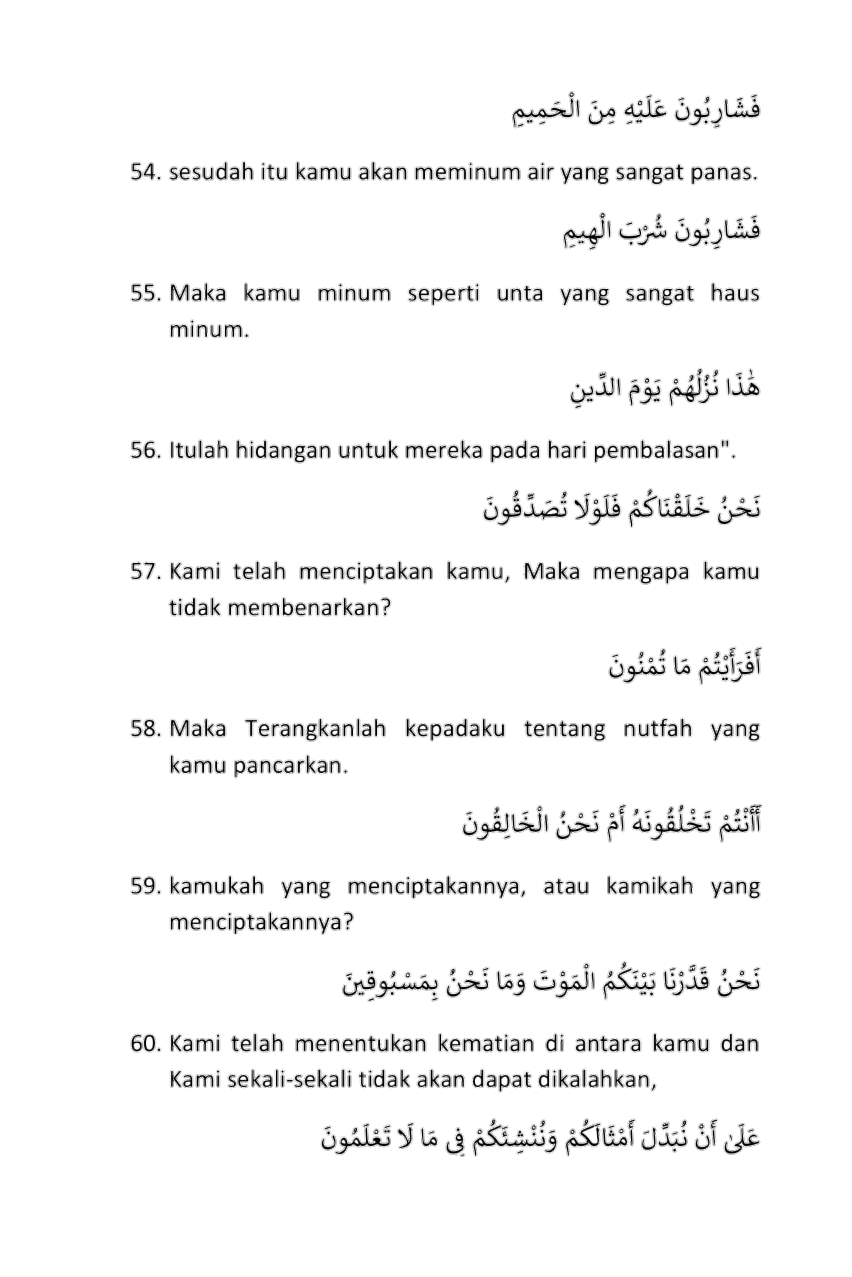 فَشَارِبُونَ عَلَيْهِ مِنَ الْحَمِيمِ
54. sesudah itu kamu akan meminum air yang sangat panas.
فَشَارِبُونَ شُرْبَ الْهِيمِ
55. Maka kamu minum seperti unta yang sangat haus
minum.
هَٰذَا نُزُلُهُمْ يَوْمَ الدِّينِ
56. Itulah hidangan untuk mereka pada hari pembalasan".
نَحْنُ خَلَقْنَاكُمْ فَلَوْلَا تُصَدِّقُونَ
57. Kami telah menciptakan kamu, Maka mengapa kamu
tidak membenarkan?
أَفَرَأَيْتُمْ مَا تُمْنُونَ
58. Maka Terangkanlah kepadaku tentang nutfah yang
kamu pancarkan.
أَأَنْتُمْ تَخْلُقُونَهُ أَمْ نَحْنُ الْخَالِقُونَ
59. kamukah yang menciptakannya, atau kamikah yang
menciptakannya?
نَحْنُ قَدَّرْنَا بَيْنَكُمُ الْمَوْتَ وَمَا نَحْنُ بِمَسْبُوقِينَ
60. Kami telah menentukan kematian di antara kamu dan
Kami sekali-sekali tidak akan dapat dikalahkan,
عَلَىٰ أَنْ نُبَدِّلَ أَمْثَالَكُمْ وَنُنْشِئَكُمْ فِي مَا لَا تَعْلَمُونَ